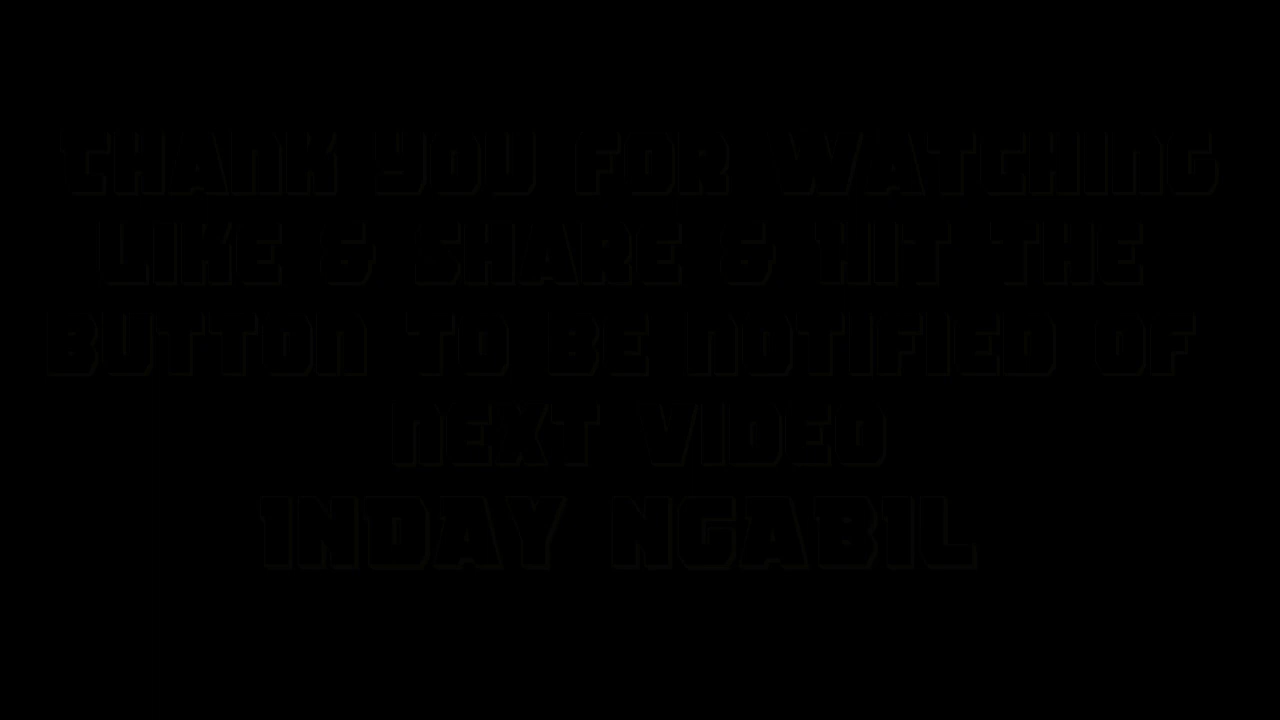 THANK YOU FOR WATCHING
LIKE & SHARE & HIT THE
BUTTON TO BE NOTIFIED OF
NEXT VIDEO
INDAY NGABIL